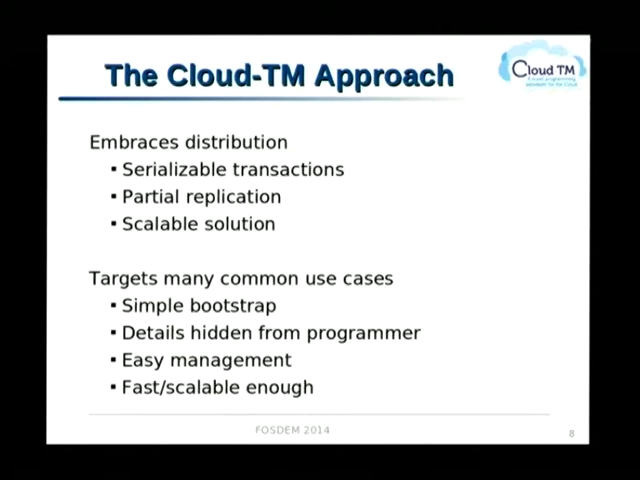 The Cloud-TM Approach
Cloud TM
Embraces distribution
▪ Serializable transactions
▪ Partial replication
▪ Scalable solution
Targets many common use cases
▪ Simple bootstrap
▪ Details hidden from programmer
▪ Easy management
▪ Fast/scalable enough
FOSDEM 2014
8